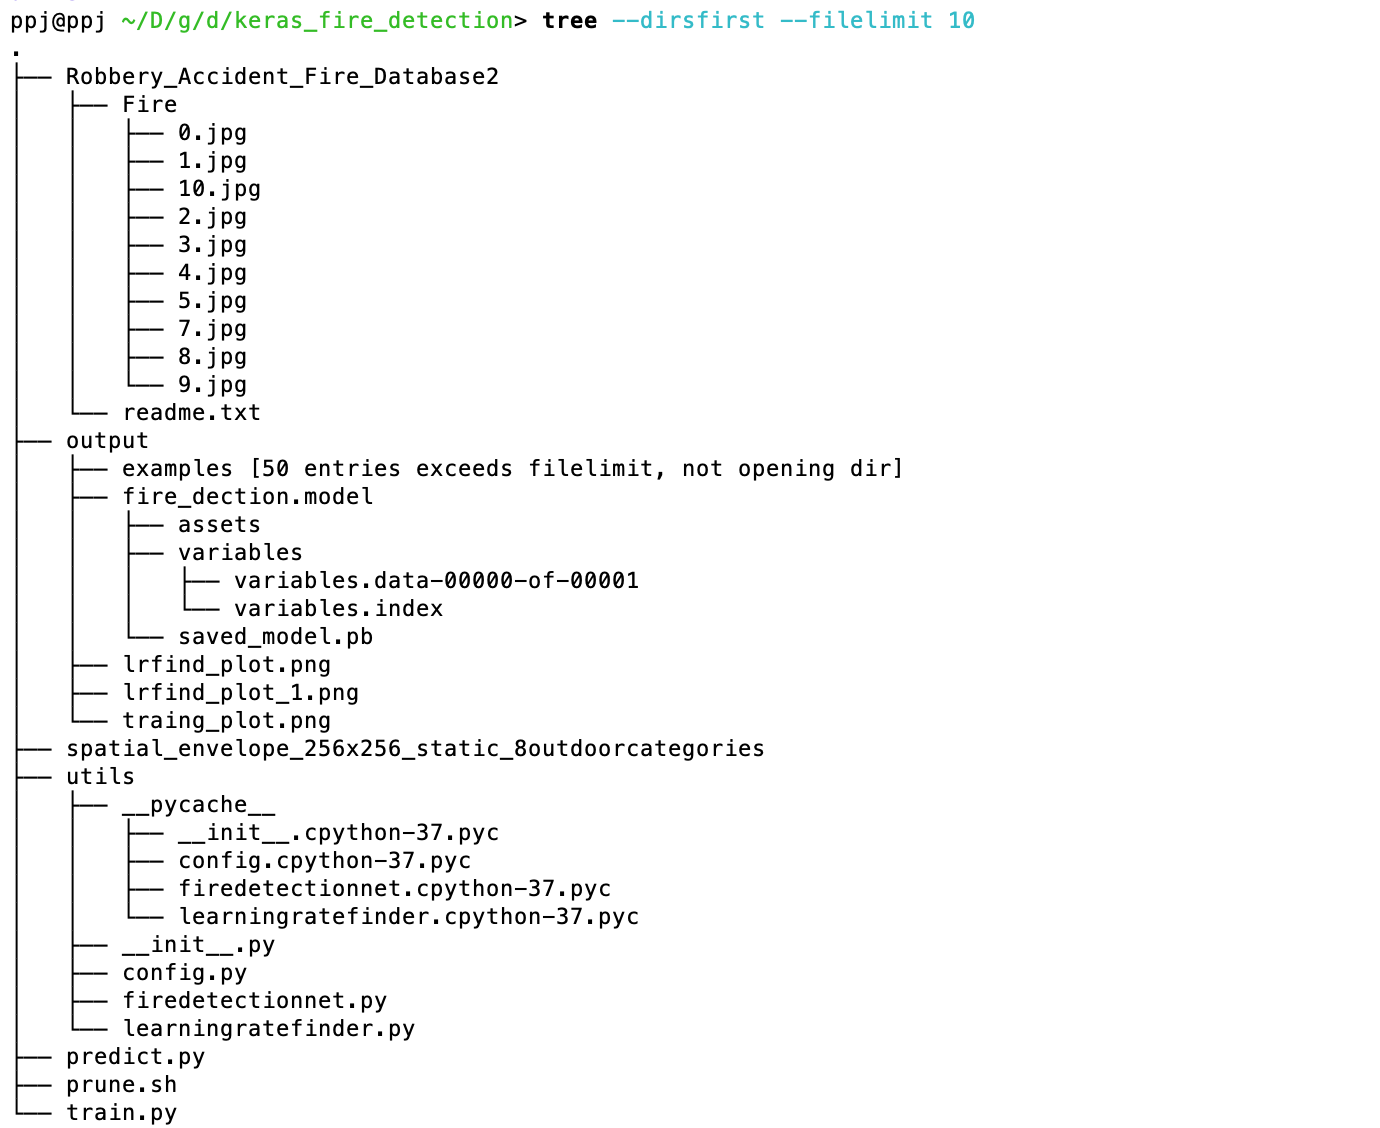 ppj@ppj ~/D/g/d/keras_fire_detection> tree --dirsfirst --filelimit 10
.
├── Robbery_Accident_Fire_Database2
│   ├── Fire
│   │   ├── 0.jpg
│   │   ├── 1.jpg
│   │   ├── 10.jpg
│   │   ├── 2.jpg
│   │   ├── 3.jpg
│   │   ├── 4.jpg
│   │   ├── 5.jpg
│   │   ├── 7.jpg
│   │   ├── 8.jpg
│   │   └── 9.jpg
│   └── readme.txt
├── output
│   ├── examples [50 entries exceeds filelimit, not opening dir]
│   ├── fire_dection.model
│   │   ├── assets
│   │   ├── variables
│   │   │   ├── variables.data-00000-of-00001
│   │   │   └── variables.index
│   │   └── saved_model.pb
│   ├── lrfind_plot.png
│   ├── lrfind_plot_1.png
│   └── traing_plot.png
├── spatial_envelope_256x256_static_8outdoorcategories
├── utils
│   ├── __pycache__
│   │   ├── __init__.cpython-37.pyc
│   │   ├── config.cpython-37.pyc
│   │   ├── firedetectionnet.cpython-37.pyc
│   │   └── learningratefinder.cpython-37.pyc
│   ├── __init__.py
│   ├── config.py
│   ├── firedetectionnet.py
│   └── learningratefinder.py
├── predict.py
├── prune.sh
└── train.py